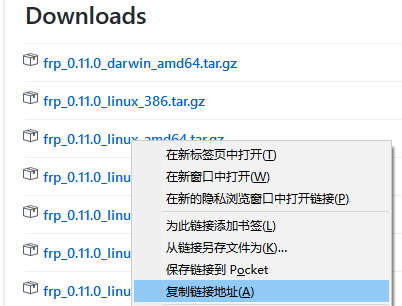 Downloads
frp_0.11.0_darwin_amd64.tar.gz
frp_0.11.0_linux_386.tar.gz
frp_0.11.0_linux_amd64.tar.gz
frp_0.11.0_linu
frp_0.11.0_linu
frp_0.11.0_linu
frp_0.11.0_linu
在新标签页中打开(T)
在新窗口中打开(W)
在新的隐私浏览窗口中打开链接(P)
为此链接添加书签(L)
从链接另存文件为(K)...
保存链接到 Pocket
复制链接地址(A)